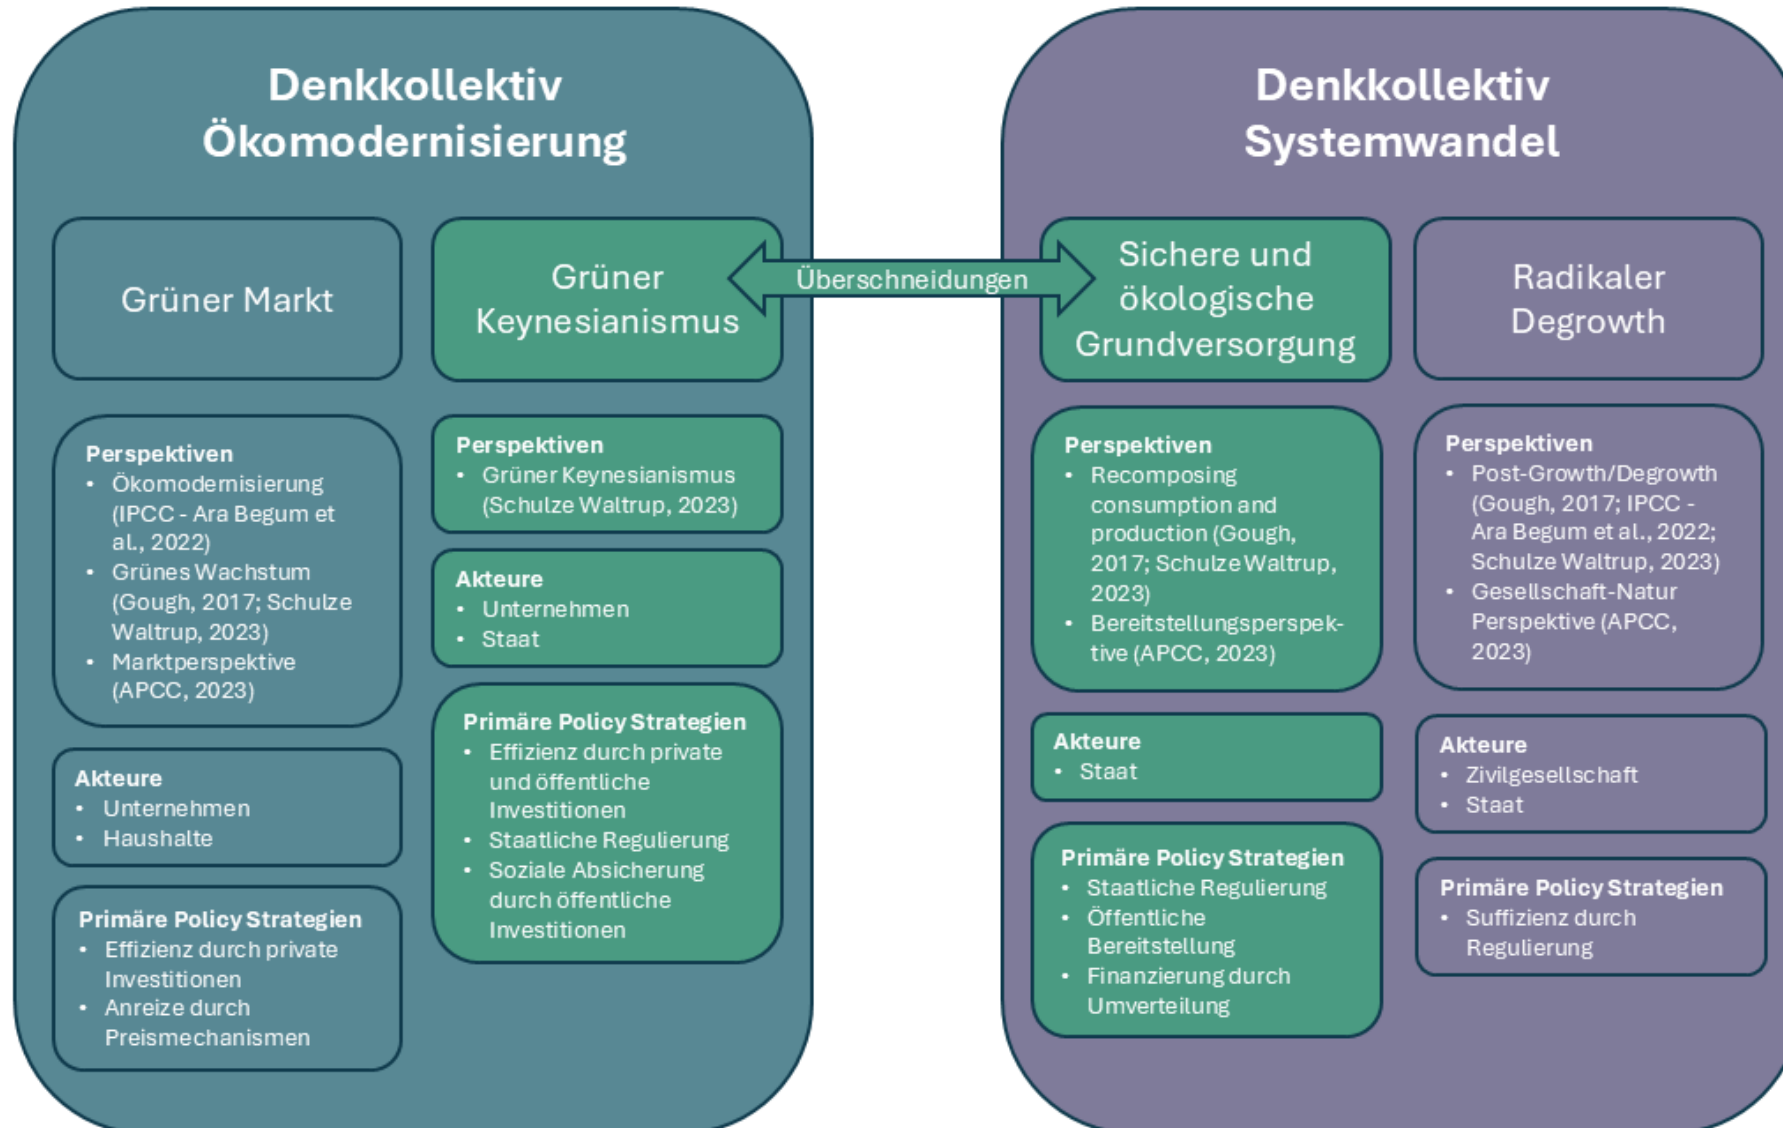 Denkkollektiv
Ökomodernisierung
Grüner Markt
Perspektiven
• Ökomodernisierung
(IPCC - Ara Begum et
al., 2022)
• Grünes Wachstum
(Gough, 2017; Schulze
Waltrup, 2023)
• Marktperspektive
(APCC, 2023)
Akteure
• Unternehmen
• Haushalte
Primäre Policy Strategien
• Effizienz durch private
Investitionen
• Anreize durch
Preismechanismen
Grüner
Keynesianismus
Perspektiven
• Grüner Keynesianismus
(Schulze Waltrup, 2023)
Akteure
• Unternehmen
• Staat
Primäre Policy Strategien
• Effizienz durch private
und öffentliche
Investitionen
• Staatliche Regulierung
• Soziale Absicherung
durch öffentliche
Investitionen
Überschneidungen
Denkkollektiv
Systemwandel
Sichere und
ökologische
Grundversorgung
Perspektiven
• Recomposing
consumption and
production (Gough,
2017; Schulze Waltrup,
2023)
• Bereitstellungsperspek-
tive (APCC, 2023)
Akteure
• Staat
Primäre Policy Strategien
• Staatliche Regulierung
• Öffentliche
Bereitstellung
• Finanzierung durch
Umverteilung
Radikaler
Degrowth
Perspektiven
• Post-Growth/Degrowth
(Gough, 2017; IPCC -
Ara Begum et al., 2022;
Schulze Waltrup, 2023)
• Gesellschaft-Natur
Perspektive (APCC,
2023)
Akteure
• Zivilgesellschaft
• Staat
Primäre Policy Strategien
• Suffizienz durch
Regulierung